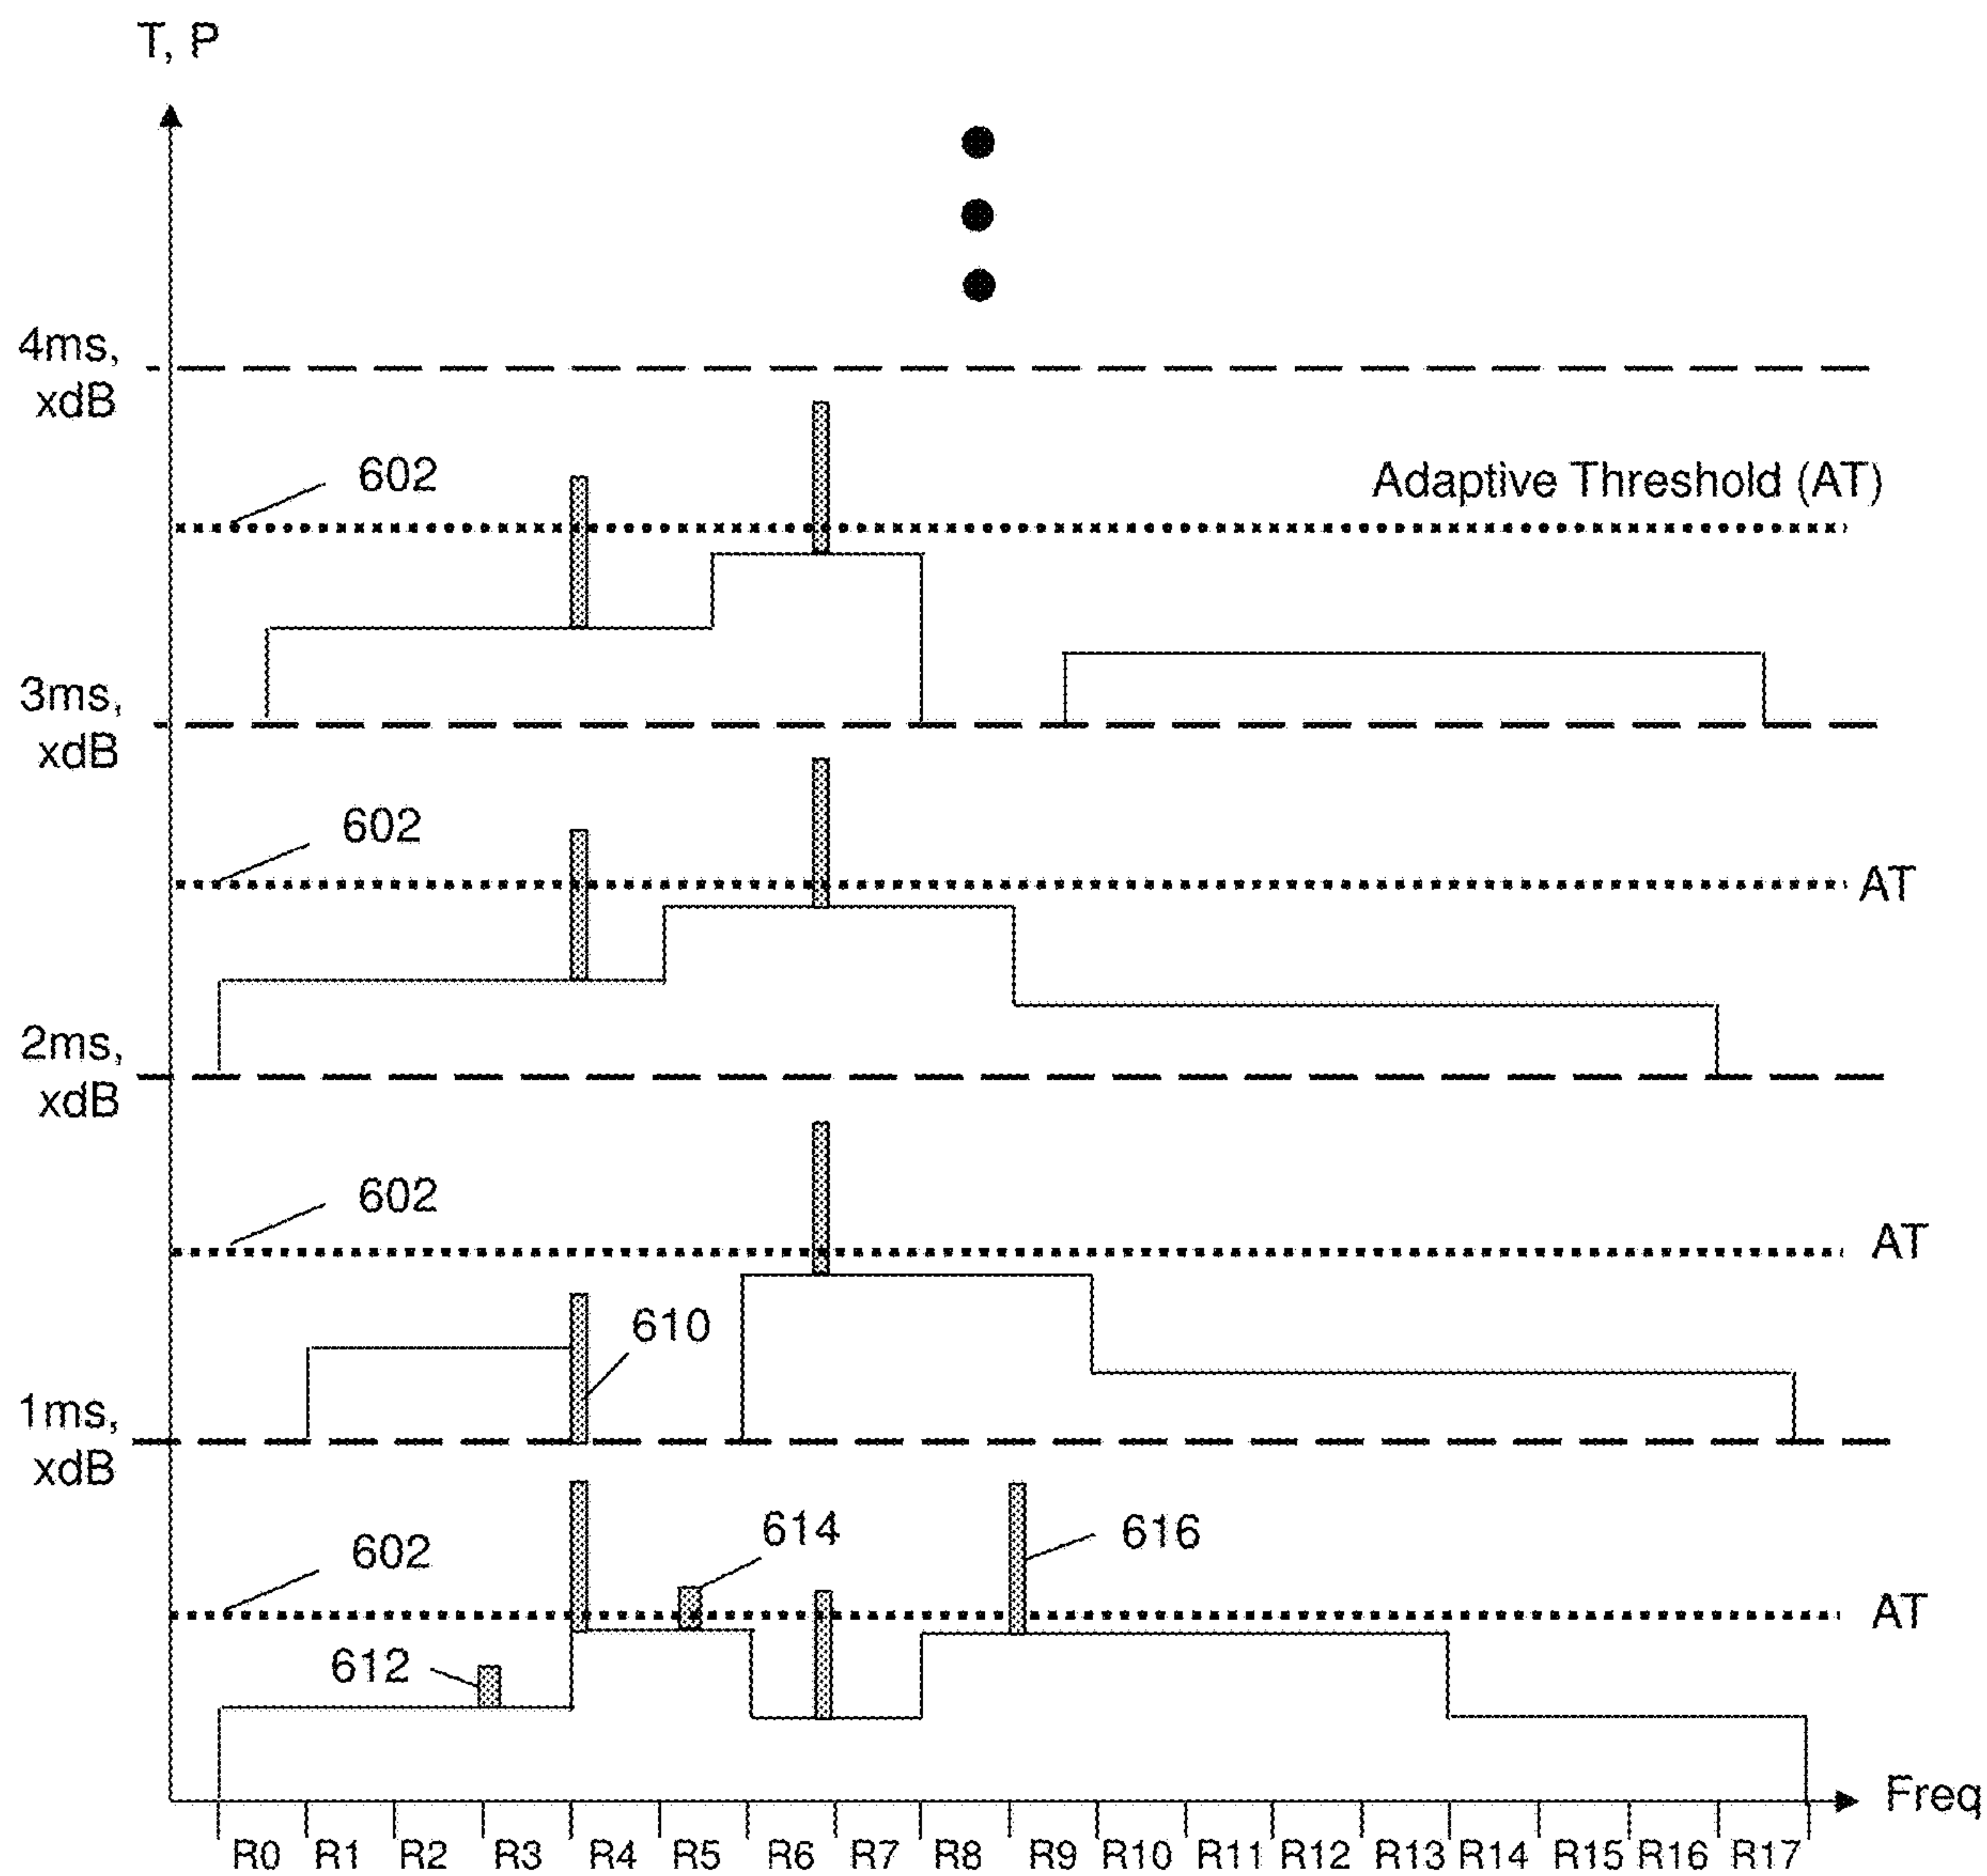 T, P
4ms,
xdB
602
Adaptive Threshold (AT)
3ms,
xdB
602
AT
2ms,
xdB
602
AT
610
1ms,
xdB
614
616
602
AT
612
Freq
R0 R1 R2 R3 R4 R5 R6 R7 R8 R9 R10 R11 R12 R13 R14 R15 R16 R17